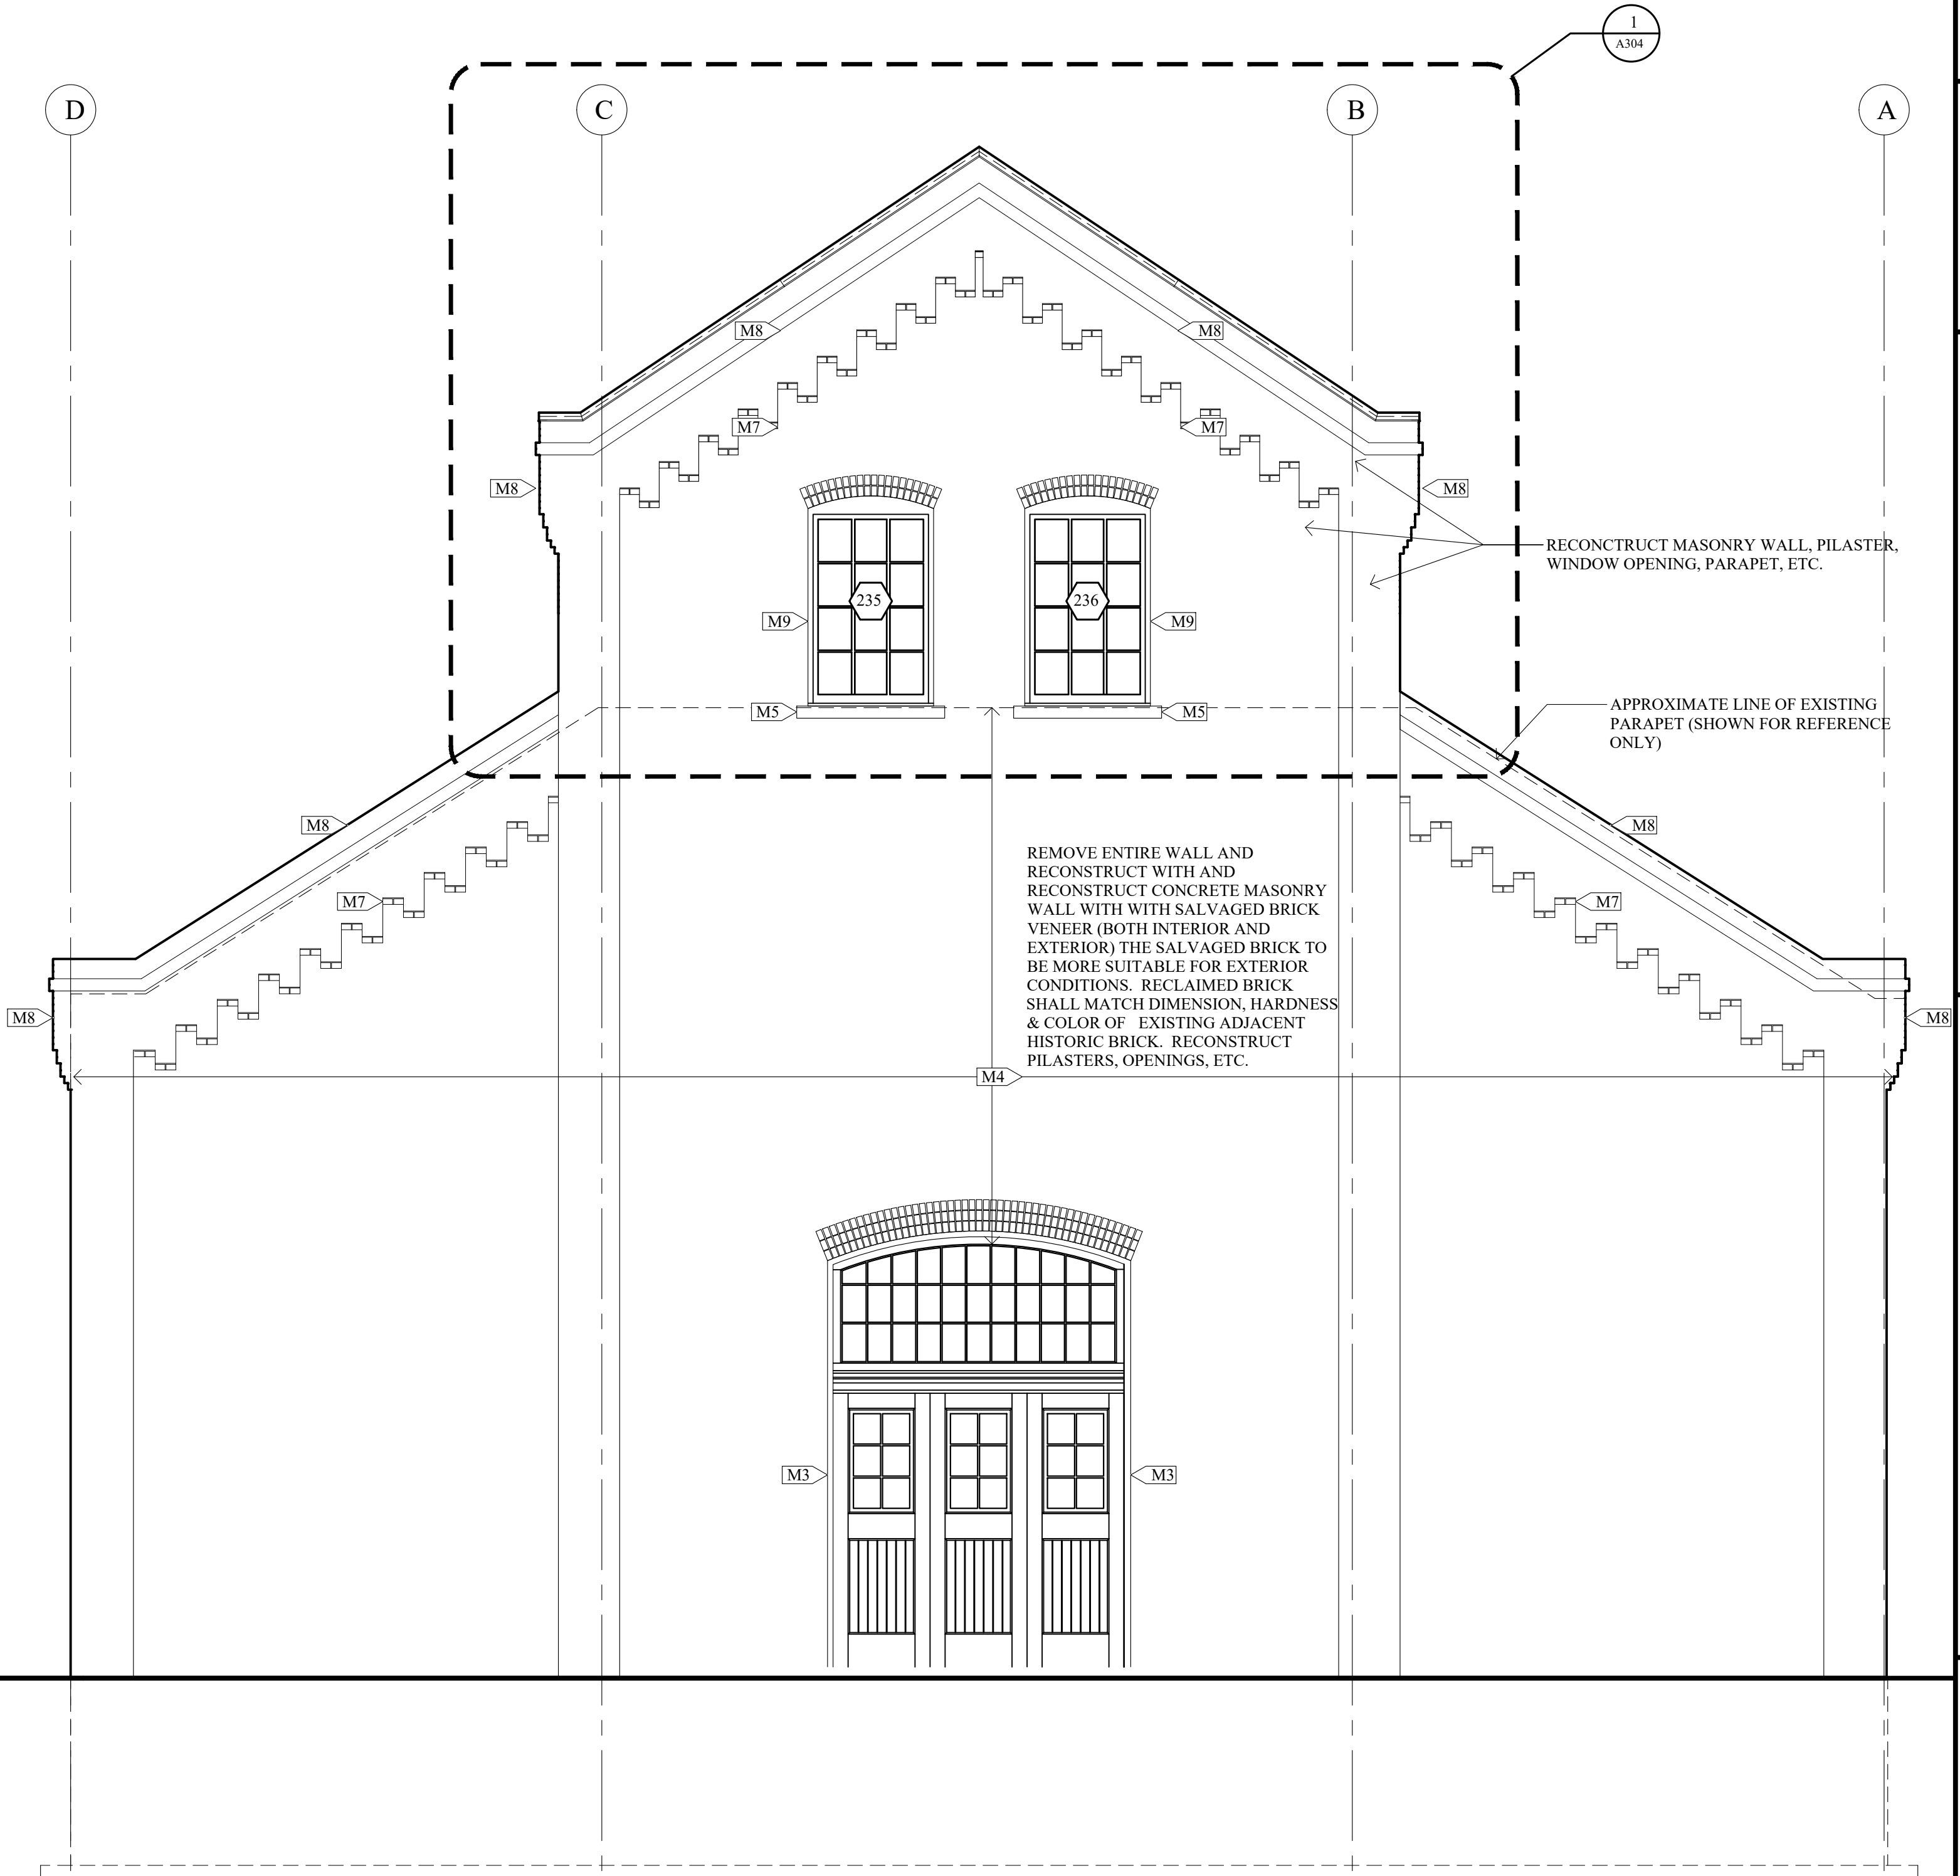 1
A304
D
C
B
A
M8
M8
M7
M7
M8
M8
RECONCTRUCT MASONRY WALL, PILASTER,
WINDOW OPENING, PARAPET, ETC.
235
236
M9
M9
M5
M5
APPROXIMATE LINE OF EXISTING
PARAPET (SHOWN FOR REFERENCE
ONLY)
M8
M8
REMOVE ENTIRE WALL AND
RECONSTRUCT WITH AND
RECONSTRUCT CONCRETE MASONRY
WALL WITH WITH SALVAGED BRICK
VENEER (BOTH INTERIOR AND
EXTERIOR) THE SALVAGED BRICK TO
BE MORE SUITABLE FOR EXTERIOR
CONDITIONS. RECLAIMED BRICK
SHALL MATCH DIMENSION, HARDNESS
& COLOR OF EXISTING ADJACENT
HISTORIC BRICK. RECONSTRUCT
PILASTERS, OPENINGS, ETC.
M7
M7
M8
M8
M4
M3
M3